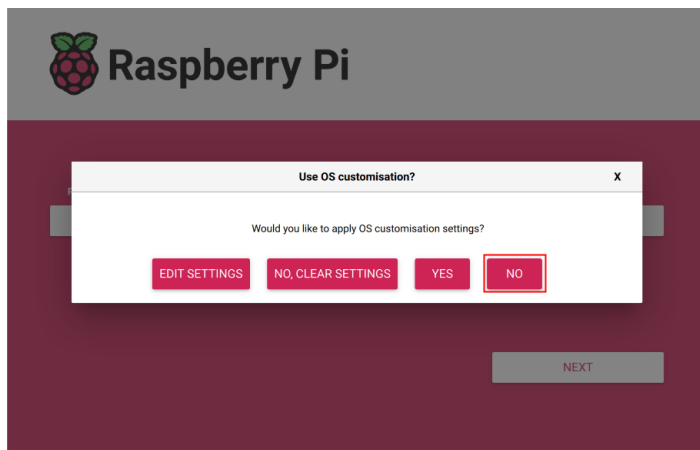 Raspberry Pi
Use OS customisation?
X
Would you like to apply OS customisation settings?
EDIT SETTINGS
NO, CLEAR SETTINGS
YES
NO
NEXT